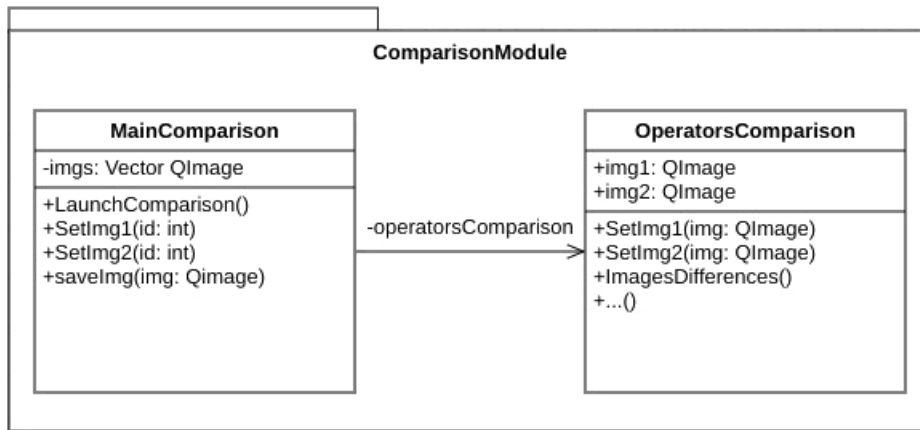 ComparisonModule
MainComparison
-imgs: Vector QImage
+LaunchComparison()
+SetImg1(id: int)
+SetImg2(id: int)
+saveImg(img: Qimage)
-operatorsComparison
OperatorsComparison
+img1: QImage
+img2: QImage
+SetImg1(img: QImage)
+SetImg2(img: QImage)
+ImagesDifferences()
+...()